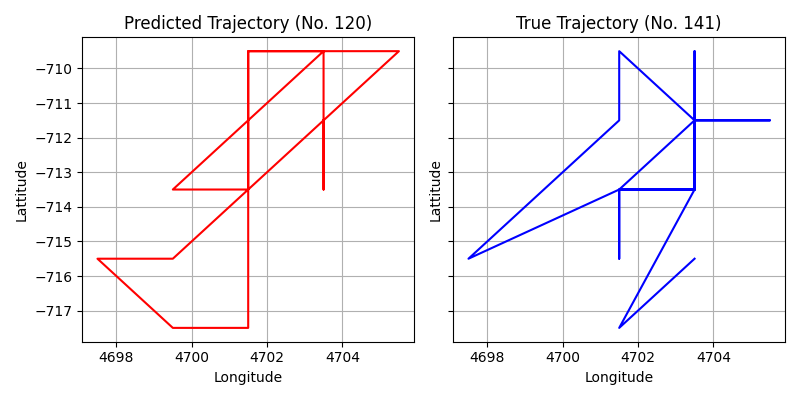 Predicted Trajectory (No. 120)
True Trajectory (No. 141)
Lattitude
−710
−711
−712
−713
−714
−715
−716
−717
4698
4700
4702
4704
Longitude
Lattitude
4698
4700
4702
4704
Longitude